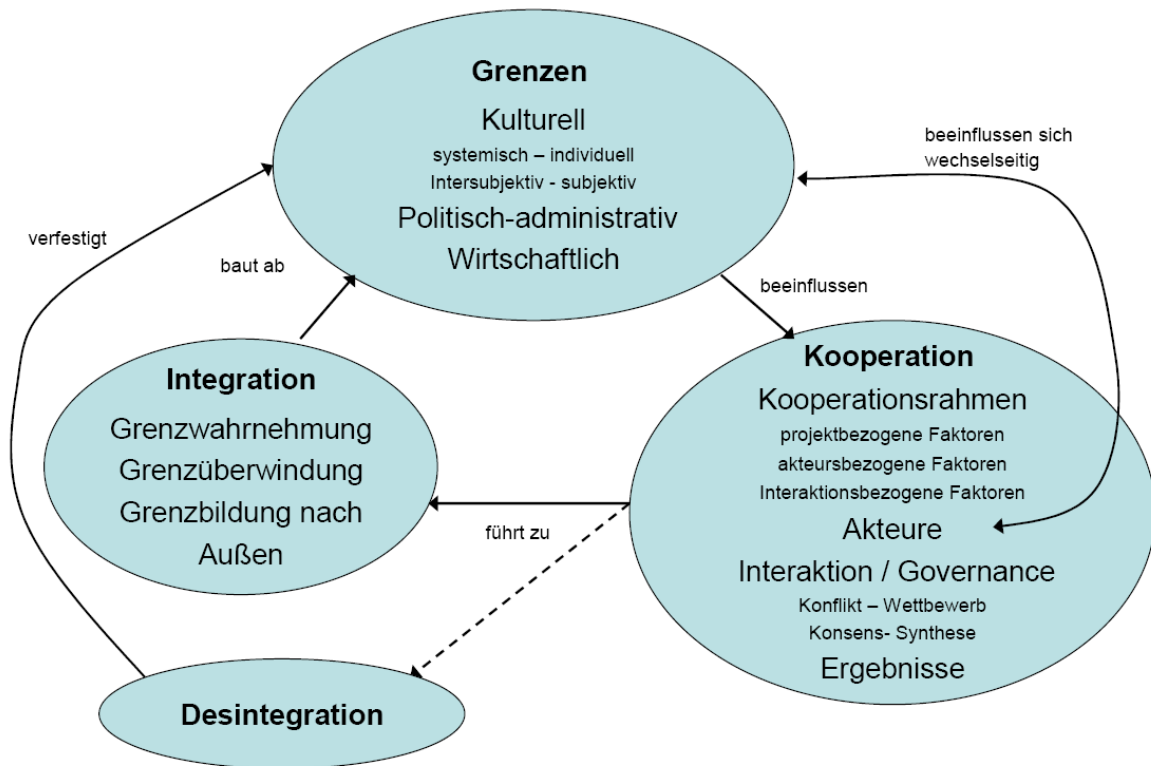 Grenzen
Kulturell
systemisch – individuell
Intersubjektiv - subjektiv
Politisch-administrativ
Wirtschaftlich
beeinflussen sich
wechselseitig
verfestigt
baut ab
beeinflussen
Integration
Grenzwahrnehmung
Grenzüberwindung
Grenzbildung nach
Außen
Kooperation
Kooperationsrahmen
projektbezogene Faktoren
akteursbezogene Faktoren
Interaktionsbezogene Faktoren
Akteure
Interaktion / Governance
Konflikt – Wettbewerb
Konsens- Synthese
Ergebnisse
führt zu
Desintegration